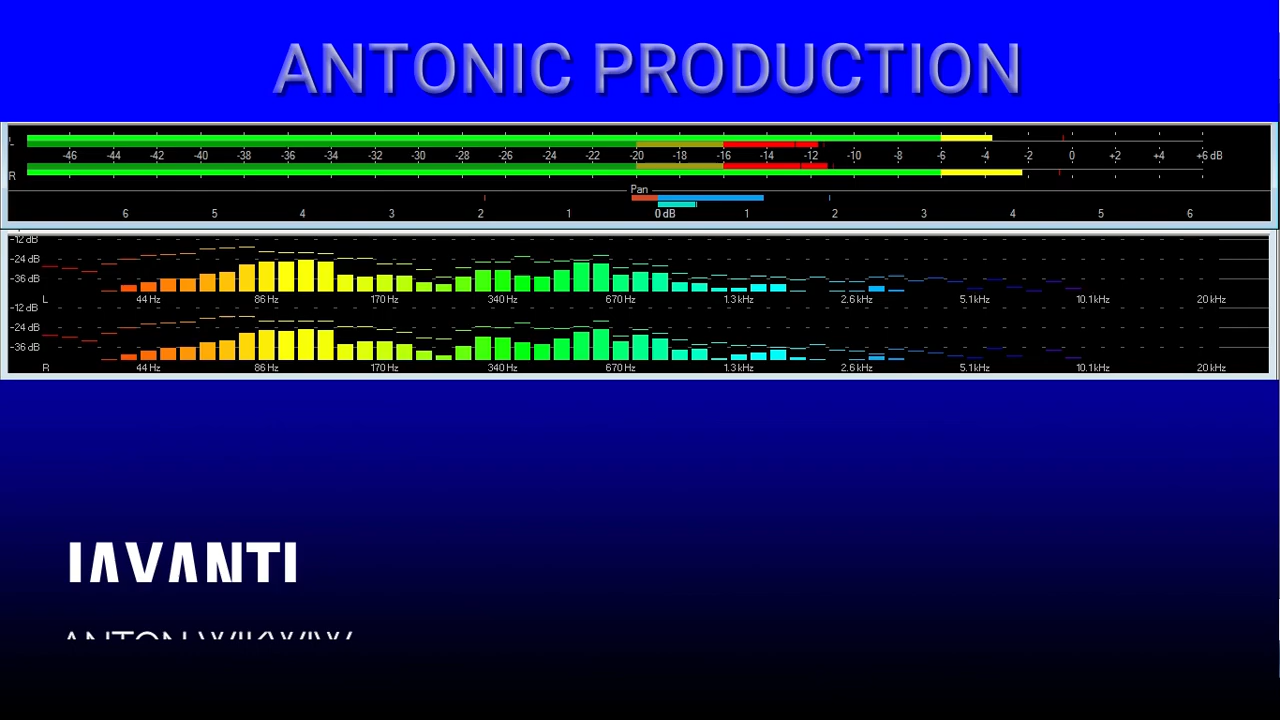 ANTONIC PRODUCTION
L
-46 -44 -42 -40 -38 -36 -34 -32 -30 -28 -26 -24 -22 -20 -18 -16 -14 -12 -10 -8 -6 -4 -2 0 +2 +4 +6 dB
R
Pan
6 5 4 3 2 1 0 dB 1 2 3 4 5 6
-12 dB
-24 dB
-36 dB
L 44 Hz 86 Hz 170 Hz 340 Hz 670 Hz 1.3 kHz 2.6 kHz 5.1 kHz 10.1 kHz 20 kHz
-12 dB
-24 dB
-36 dB
R 44 Hz 86 Hz 170 Hz 340 Hz 670 Hz 1.3 kHz 2.6 kHz 5.1 kHz 10.1 kHz 20 kHz
IAVANTI
ANTON